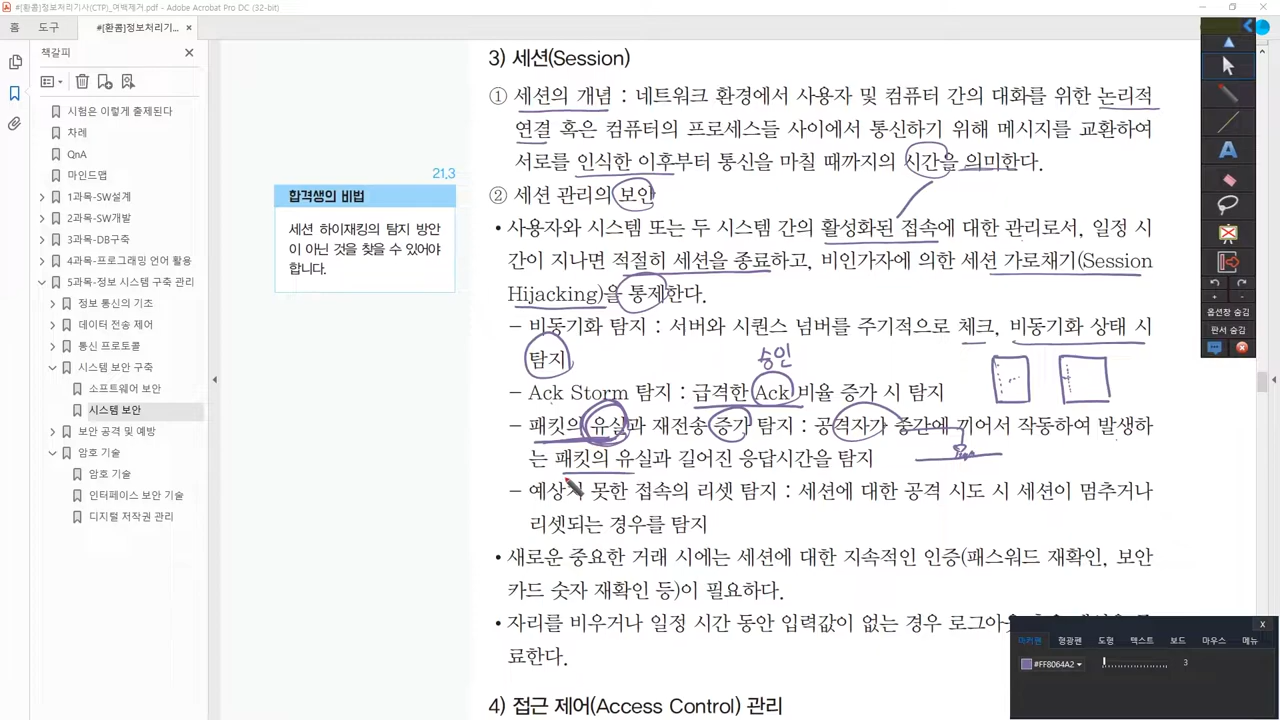 #[환콤]정보처리기사(CTP)_여백제거.pdf - Adobe Acrobat Pro DC (32-bit)
홈 도구 #[환콤]정보처리기... ×
책갈피
시험은 이렇게 출제된다
차례
QnA
마인드맵
1과목-SW설계
2과목-SW개발
3과목-DB구축
4과목-프로그래밍 언어 활용
5과목-정보 시스템 구축 관리
정보 통신의 기초
데이터 전송 제어
통신 프로토콜
시스템 보안 구축
소프트웨어 보안
시스템 보안
보안 공격 및 예방
암호 기술
암호 기술
인터페이스 보안 기술
디지털 저작권 관리
21.3
합격생의 비법
세션 하이재킹의 탐지 방안
이 아닌 것을 찾을 수 있어야
합니다.
3) 세션(Session)
① 세션의 개념 : 네트워크 환경에서 사용자 및 컴퓨터 간의 대화를 위한 논리적
연결 혹은 컴퓨터의 프로세스들 사이에서 통신하기 위해 메시지를 교환하여
서로를 인식한 이후부터 통신을 마칠 때까지의 시간을 의미한다.
② 세션 관리의 보안
• 사용자와 시스템 또는 두 시스템 간의 활성화된 접속에 대한 관리로서, 일정 시
간이 지나면 적절히 세션을 종료하고, 비인가자에 의한 세션 가로채기(Session
Hijacking)을 통제한다.
– 비동기화 탐지 : 서버와 시퀀스 넘버를 주기적으로 체크, 비동기화 상태 시
탐지
승인
– Ack Storm 탐지 : 급격한 Ack 비율 증가 시 탐지
– 패킷의 유실과 재전송 증가 탐지 : 공격자가 중간에 끼어서 작동하여 발생하
는 패킷의 유실과 길어진 응답시간을 탐지
– 예상치 못한 접속의 리셋 탐지 : 세션에 대한 공격 시도 시 세션이 멈추거나
리셋되는 경우를 탐지
• 새로운 중요한 거래 시에는 세션에 대한 지속적인 인증(패스워드 재확인, 보안
카드 숫자 재확인 등)이 필요하다.
• 자리를 비우거나 일정 시간 동안 입력값이 없는 경우 로그아웃
료한다.
4) 접근 제어(Access Control) 관리
옵션창 숨김
판서 숨김
마커펜 형광펜 도형 텍스트 보드 마우스 메뉴
#FF8064A2 3